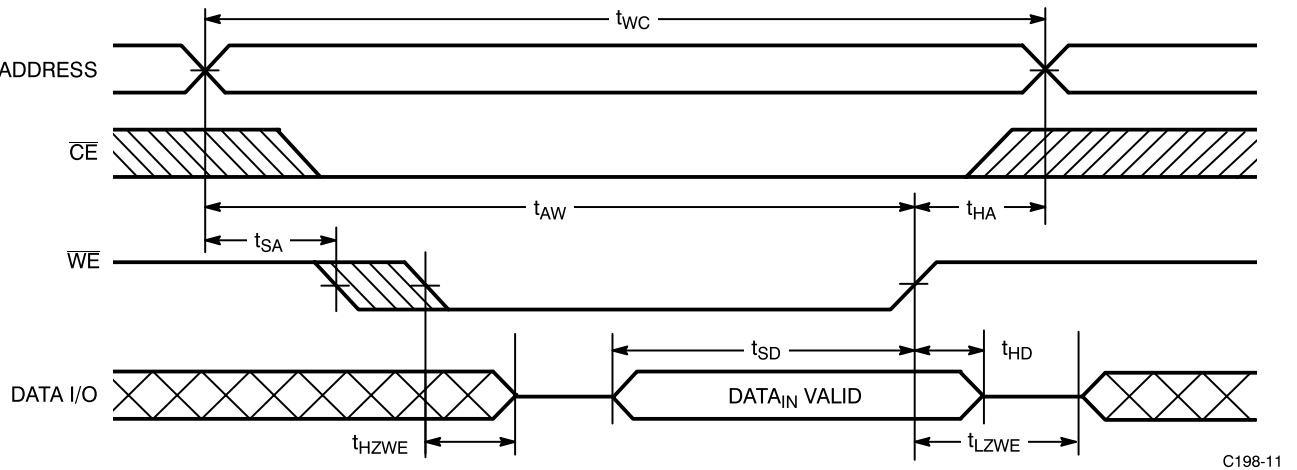 tWC
ADDRESS
CE
tAW
tHA
tSA
WE
tSD
tHD
DATA I/O
DATAIN VALID
tHZWE
tLZWE
C198-11